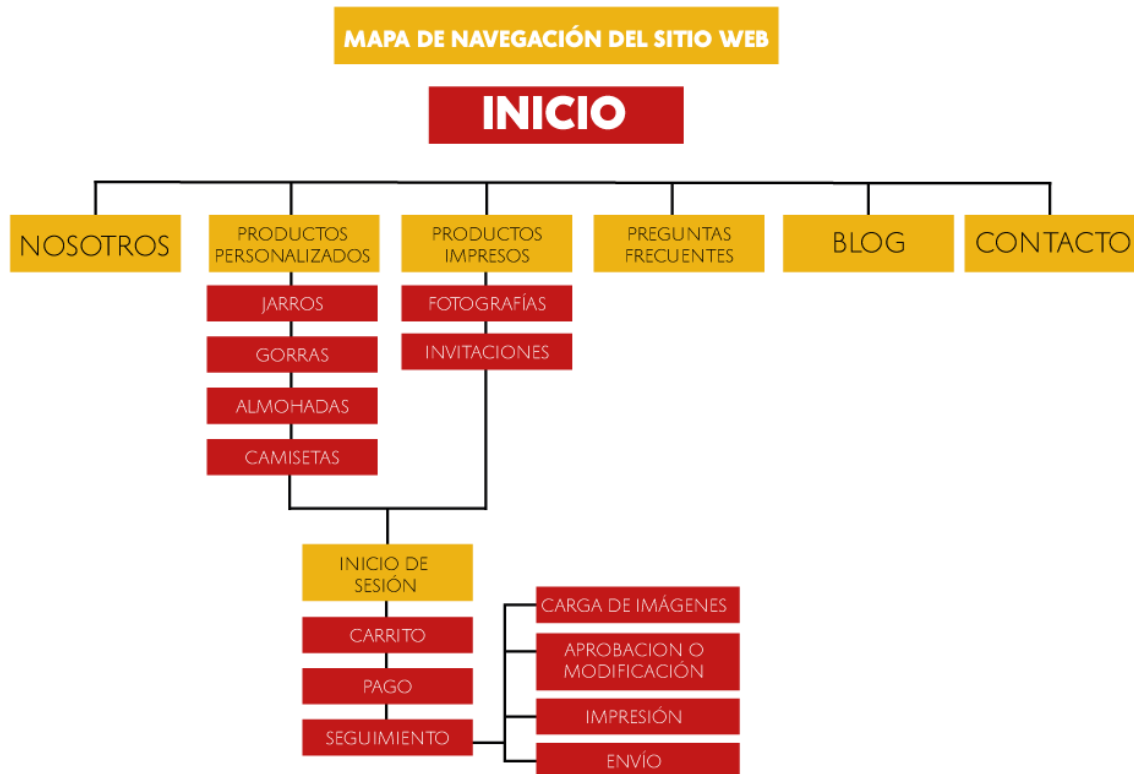 MAPA DE NAVEGACIÓN DEL SITIO WEB
INICIO
NOSOTROS
PRODUCTOS
PERSONALIZADOS
JARROS
GORRAS
ALMOHADAS
CAMISETAS
PRODUCTOS
IMPRESOS
FOTOGRAFÍAS
INVITACIONES
PREGUNTAS
FRECUENTES
BLOG
CONTACTO
INICIO DE
SESIÓN
CARRITO
PAGO
SEGUIMIENTO
CARGA DE IMÁGENES
APROBACION O
MODIFICACIÓN
IMPRESIÓN
ENVÍO